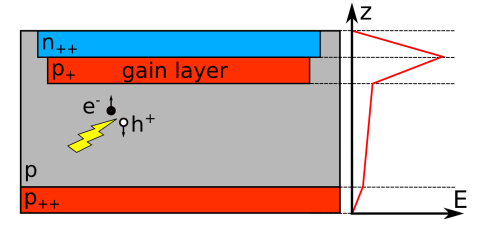 z
n++
p+ gain layer
e-
h+
p
p++
E